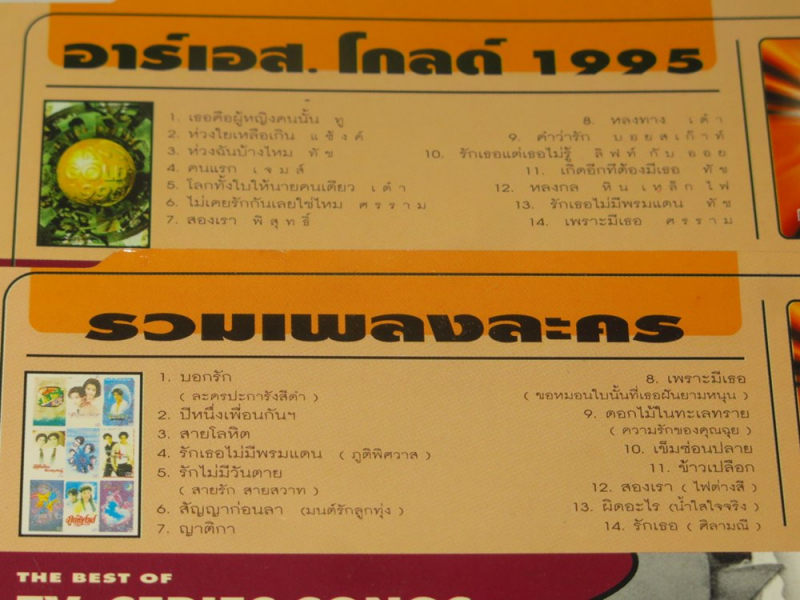 อาร์เอส. โกลด์ 1995
1. เธอคือผู้หญิงคนนั้น ทู
2. ห่วงใยเหลือเกิน แร้งค์
3. ห่วงฉันบ้างไหม ทัช
4. คนแรก เจมส์
5. โลกทั้งใบให้นายคนเดียว เต๋า
6. ไม่เคยรักกันเลยใช่ไหม ศรราม
7. สองเรา พิสุทธิ์
8. หลงทาง เต๋า
9. คำว่ารัก บอยสเก๊าท์
10. รักเธอแต่เธอไม่รู้ ลิฟท์ กับ ออย
11. เกิดอีกทีต้องมีเธอ ทัช
12. หลงกล หินเหล็กไฟ
13. รักเธอไม่มีพรมแดน ทัช
14. เพราะมีเธอ ศรราม
GOLD
รวมเพลงละคร
1. บอกรัก
( ละครปะการังสีดำ )
2. ปีหนึ่งเพื่อนกันฯ
3. สายโลหิต
4. รักเธอไม่มีพรมแดน ( ภูติพิศวาส )
5. รักไม่มีวันตาย
( สายรัก สายสวาท )
6. สัญญาก่อนลา (มนต์รักลูกทุ่ง )
7. ญาติกา
8. เพราะมีเธอ
( ขอหมอนใบนั้นที่เธอฝันยามหนุน )
9. ดอกไม้ในทะเลทราย
( ความรักของคุณฉุย )
10. เข็มซ่อนปลาย
11. ข้าวเปลือก
12. สองเรา ( ไฟต่างสี )
13. ผิดอะไร (น้ำใสใจจริง )
14. รักเธอ ( ศิลามณี )
THE BEST OF
TV. SERIES SONGS